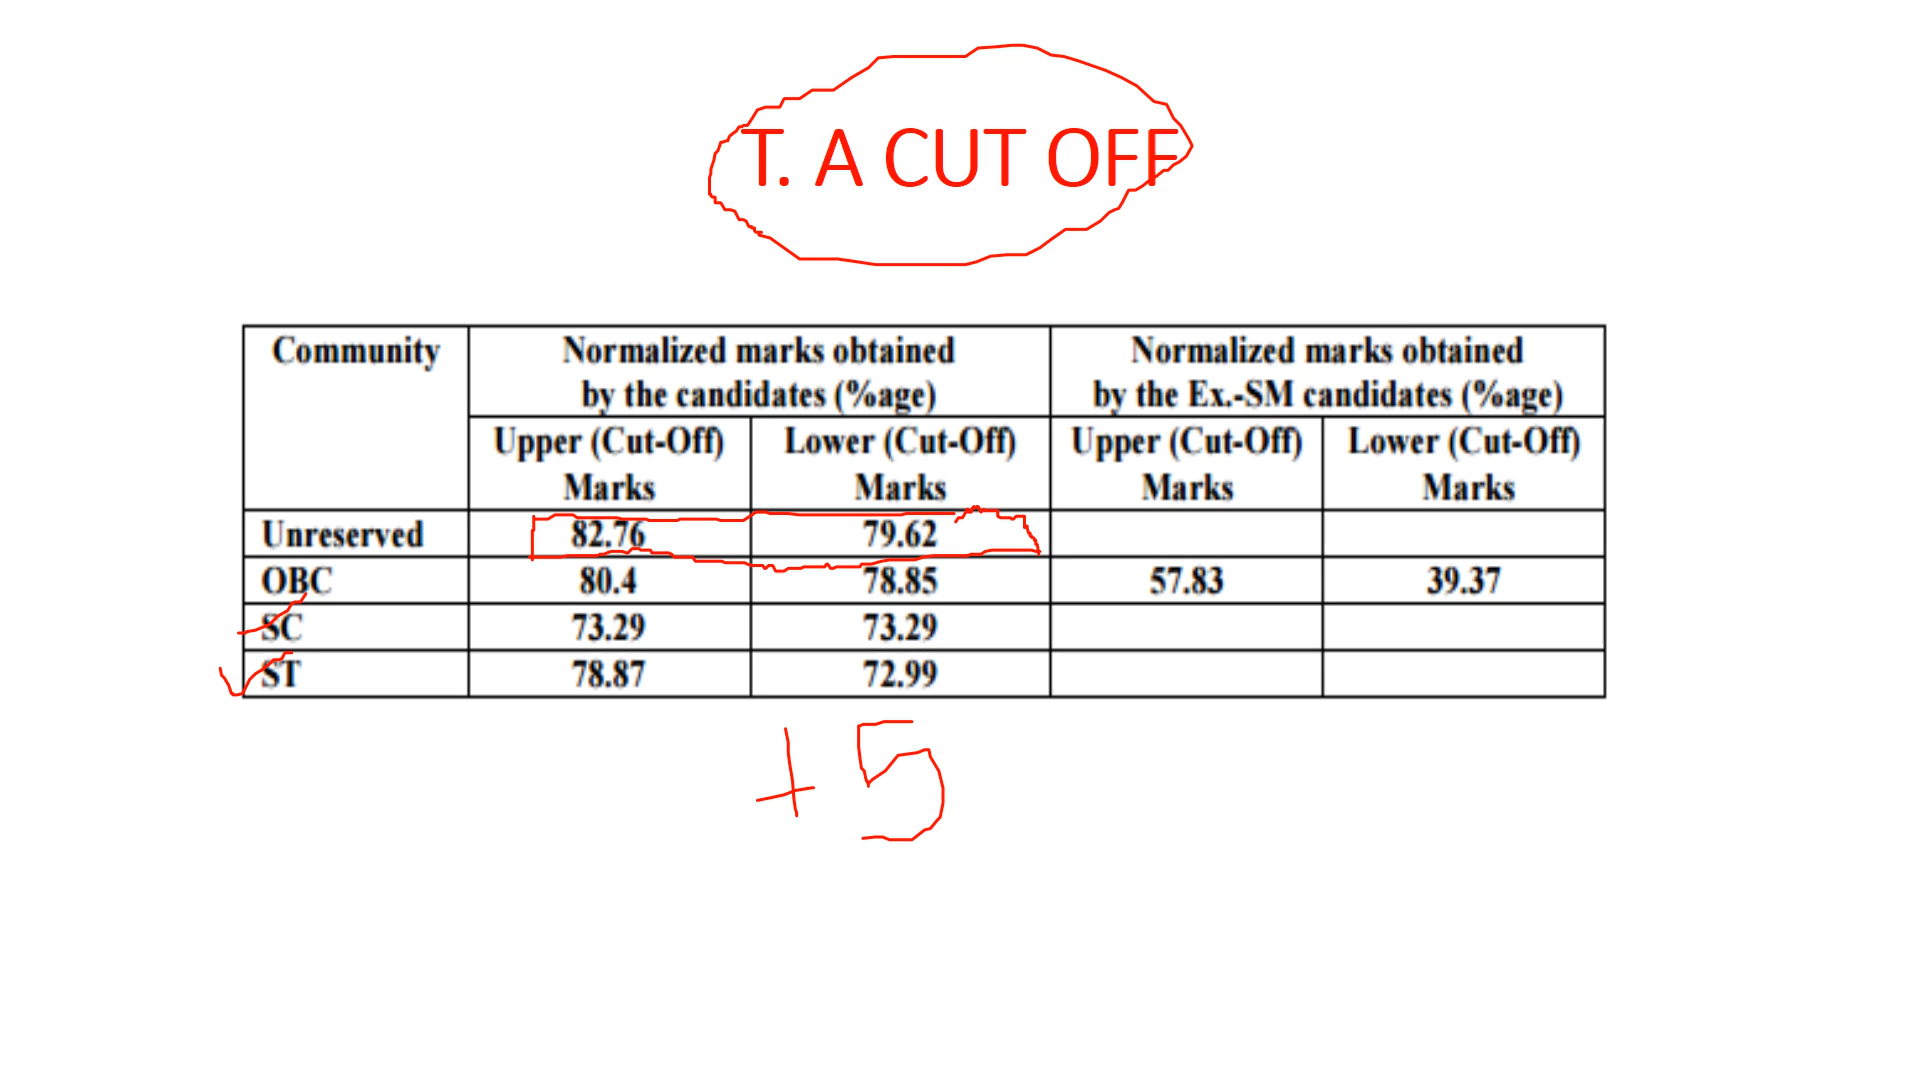 T. A CUT OFF
Community Normalized marks obtained by the candidates (%age) Normalized marks obtained by the Ex.-SM candidates (%age)
Upper (Cut-Off) Marks Lower (Cut-Off) Marks Upper (Cut-Off) Marks Lower (Cut-Off) Marks
Unreserved 82.76 79.62
OBC 80.4 78.85 57.83 39.37
SC 73.29 73.29
ST 78.87 72.99
+5